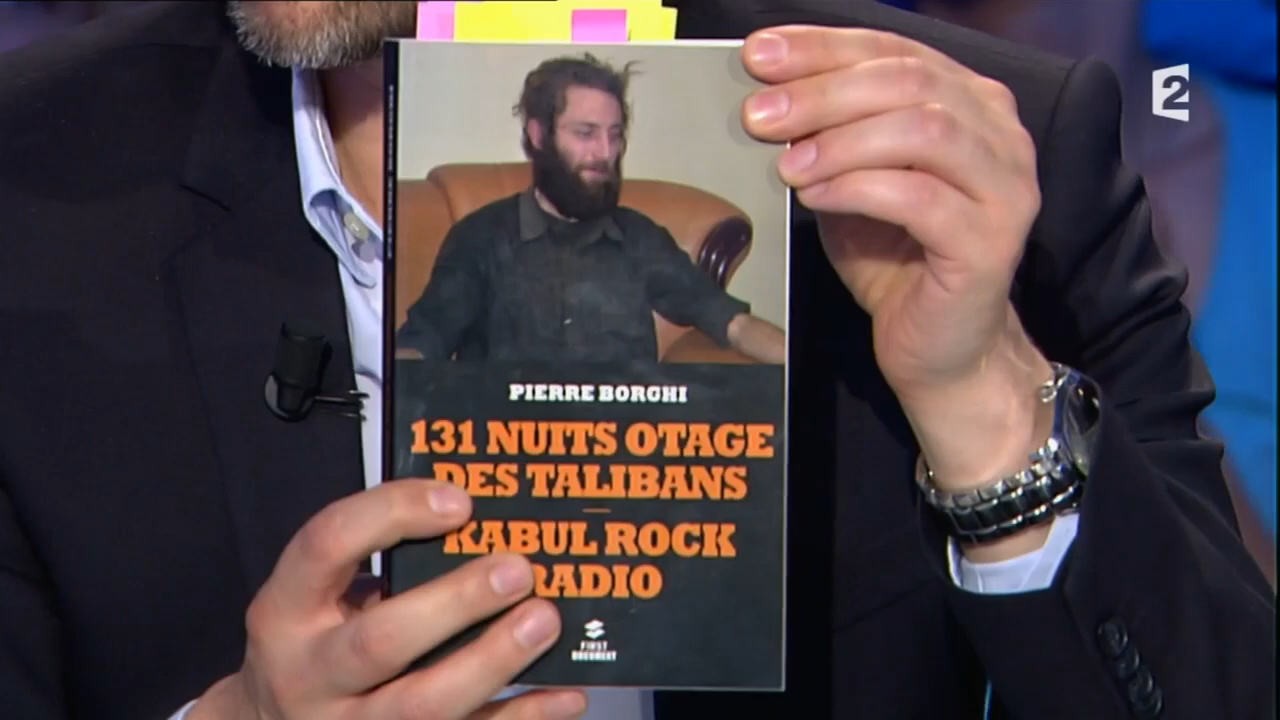 2
PIERRE BORGHI
131 NUITS OTAGE
DES TALIBANS
KABUL ROCK
RADIO
FIRST
DOCUMENT